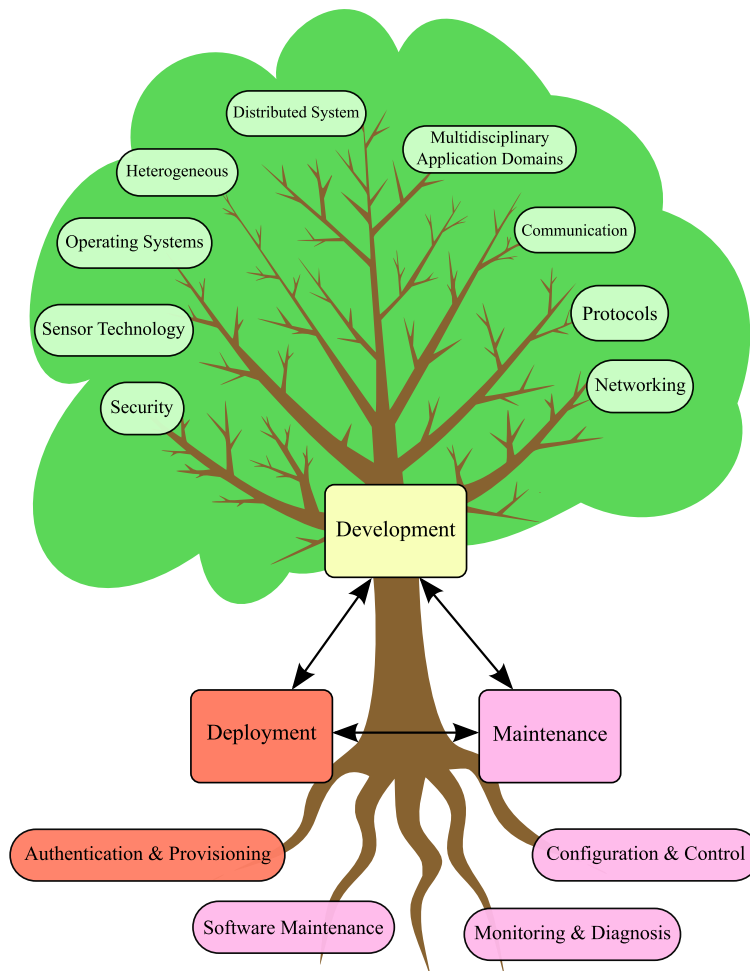 Distributed System
Multidisciplinary
Application Domains
Heterogeneous
Operating Systems
Communication
Sensor Technology
Protocols
Security
Networking
Development
Deployment
Maintenance
Authentication & Provisioning
Configuration & Control
Software Maintenance
Monitoring & Diagnosis